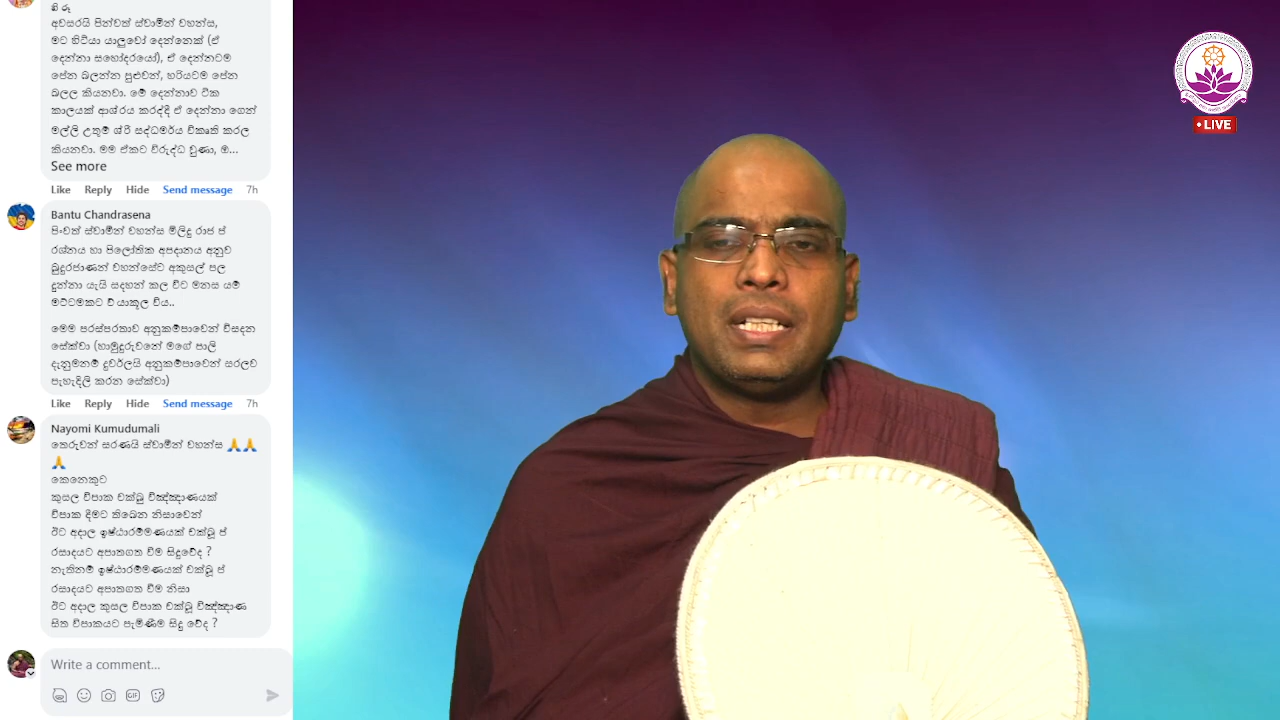 අවසරයි පින්වත් ස්වාමීන් වහන්ස,
මට හිටියා යාලුවෝ දෙන්නෙක් (ඒ
දෙන්නා සහෝදරයෝ), ඒ දෙන්නටම
පේන බලන්න පුළුවන්, හරියටම පේන
බලල කියනවා. මේ දෙන්නාව ටික
කාලයක් ආශ්රය කරද්දි ඒ දෙන්නා ගෙන්
මල්ලි උතුම් ශ්රී සද්ධර්මය විකෘති කරල
කියනවා. මම ඒකට විරුද්ධ වුණා, ඔ...
See more
Like Reply Hide Send message 7h
Bantu Chandrasena
පිංවත් ස්වාමීන් වහන්ස මිලිඳු රාජ ප්
රශ්නය හා පිලෝතික අපදානය අනුව
බුදුරජාණන් වහන්සේට අකුසල් පල
දුන්නා යැයි සදහන් කල විට මනස යම්
මට්ටමකට ව් යාකූල විය..
මෙම පරස්පරතාව අනුකම්පාවෙන් විසදන
සේක්වා (හාමුදුරුවනේ මගේ පාලි
දැනුමනම් දුර්වලයි අනුකම්පාවෙන් සරලව
පැහැදිලි කරන සේක්වා)
Like Reply Hide Send message 7h
Nayomi Kumudumali
තෙරුවන් සරණයි ස්වාමීන් වහන්ස 🙏🙏
🙏
කෙනෙකුට
කුසල විපාක චක්ඛු විඤ්ඤාණයක්
විපාක දීමට තිබෙන නිසාවෙන්
ඊට අදාල ඉෂ්ඨාරම්මණයක් චක්ඛු ප්
රසාදයට අපාතගත වීම සිදුවේද ?
නැතිනම් ඉෂ්ඨාරම්මණයක් චක්ඛු ප්
රසාදයට අපාතගත වීම නිසා
ඊට අදාල කුසල විපාක චක්ඛු විඤ්ඤාණ
සිත විපාකයට පැමිණීම සිදු වේද ?
Write a comment...
GIF
• LIVE